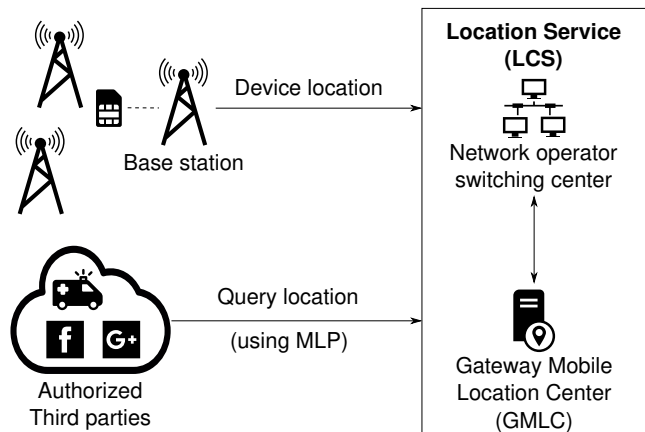 Location Service
(LCS)
Device location
Base station
Network operator
switching center
Query location
(using MLP)
f
G+
Authorized
Third parties
Gateway Mobile
Location Center
(GMLC)